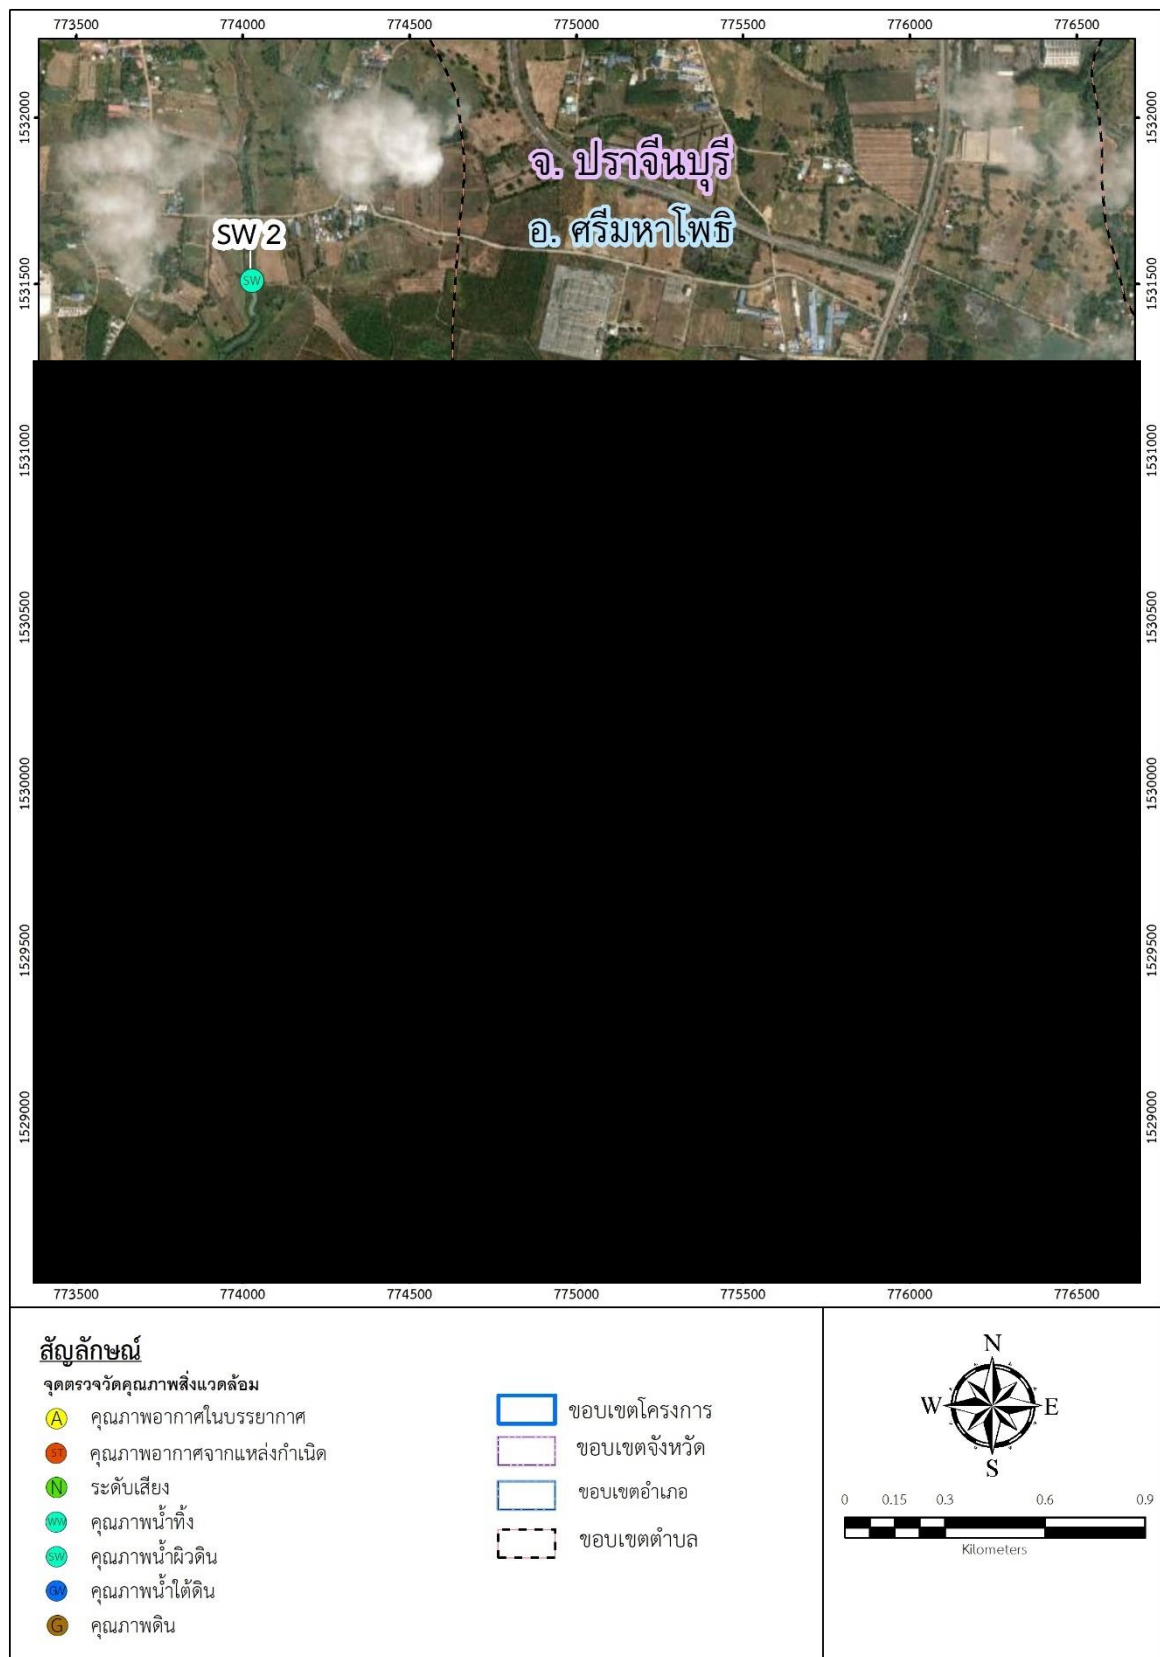 773500 774000 774500 775000 775500 776000 776500
1532000 1532000
จ. ปราจีนบุรี
อ. ศรีมหาโพธิ
SW 2
SW
1531500 1531500
1531000 1531000
1530500 1530500
1530000 1530000
1529500 1529500
1529000 1529000
773500 774000 774500 775000 775500 776000 776500
สัญลักษณ์
จุดตรวจวัดคุณภาพสิ่งแวดล้อม
A คุณภาพอากาศในบรรยากาศ
ST คุณภาพอากาศจากแหล่งกำเนิด
N ระดับเสียง
WW คุณภาพน้ำทิ้ง
SW คุณภาพน้ำผิวดิน
GW คุณภาพน้ำใต้ดิน
G คุณภาพดิน
ขอบเขตโครงการ
ขอบเขตจังหวัด
ขอบเขตอำเภอ
ขอบเขตตำบล
N
W E
S
0 0.15 0.3 0.6 0.9
Kilometers